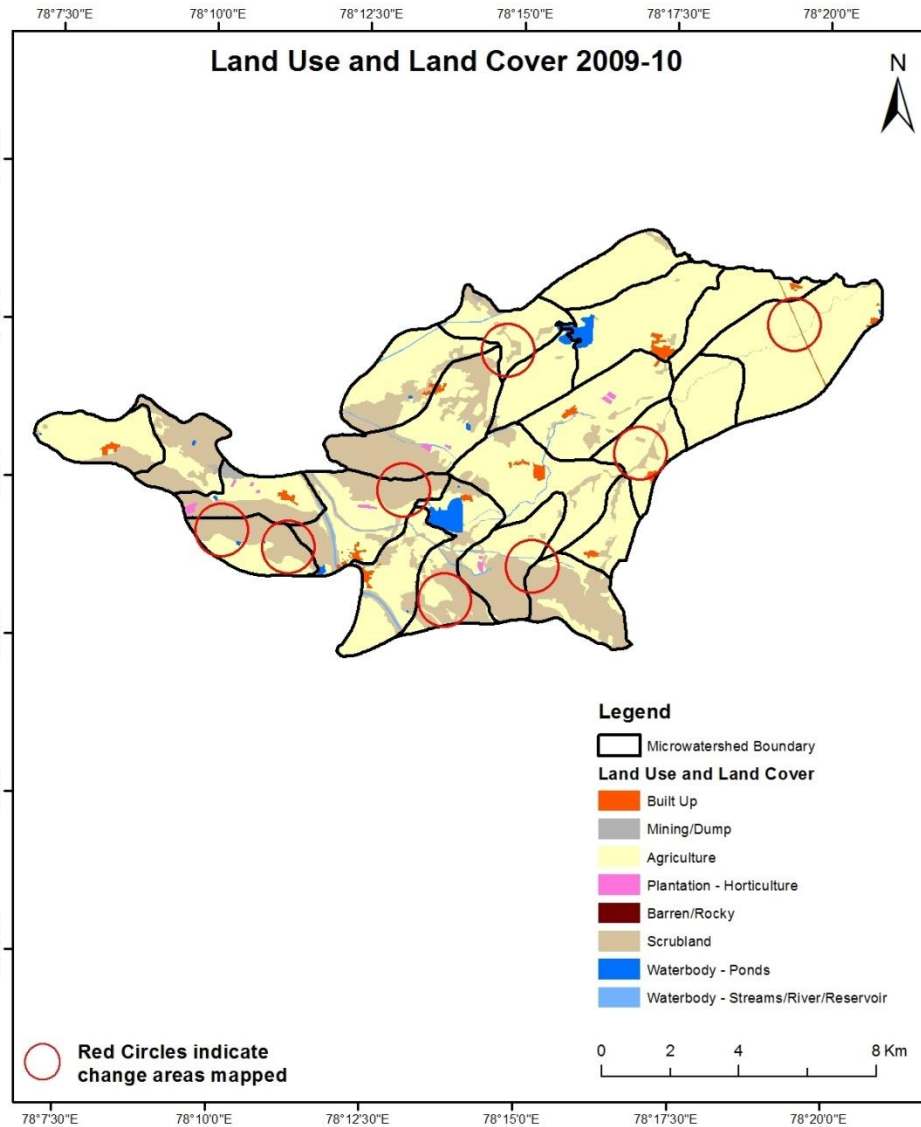 78°7'30"E 78°10'0"E 78°12'30"E 78°15'0"E 78°17'30"E 78°20'0"E
Land Use and Land Cover 2009-10
N
Legend
Microwatershed Boundary
Land Use and Land Cover
Built Up
Mining/Dump
Agriculture
Plantation - Horticulture
Barren/Rocky
Scrubland
Waterbody - Ponds
Waterbody - Streams/River/Reservoir
Red Circles indicate
change areas mapped
0 2 4 8 Km
78°7'30"E 78°10'0"E 78°12'30"E 78°15'0"E 78°17'30"E 78°20'0"E